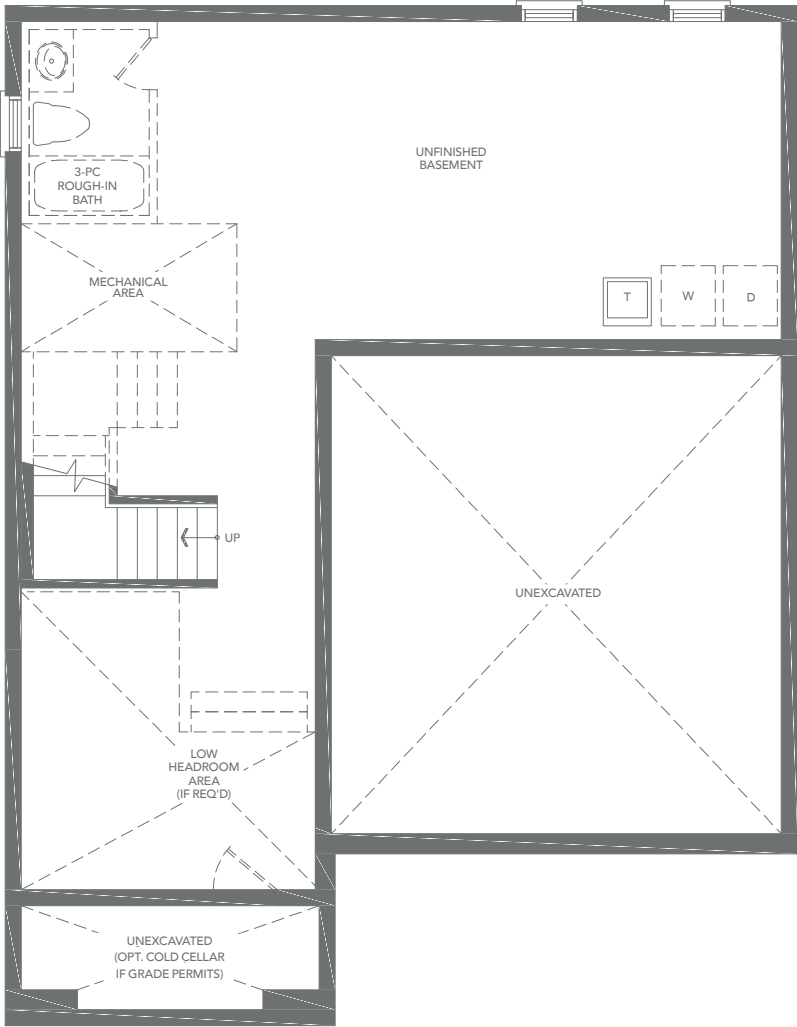 UNFINISHED
BASEMENT
3-PC
ROUGH-IN
BATH
MECHANICAL
AREA
T
W
D
UP
UNEXCAVATED
LOW
HEADROOM
AREA
(IF REQ'D)
UNEXCAVATED
(OPT. COLD CELLAR
IF GRADE PERMITS)